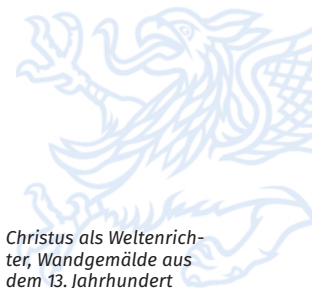 Christus als Weltenrich-
ter, Wandgemälde aus
dem 13. Jahrhundert